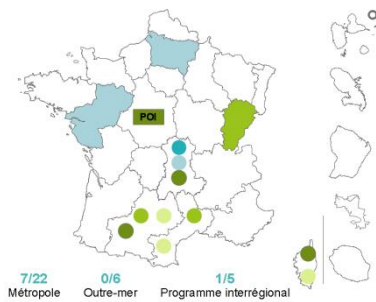 POI
7/22
0/6
1/5
Métropole
Outre-mer
Programme interrégional